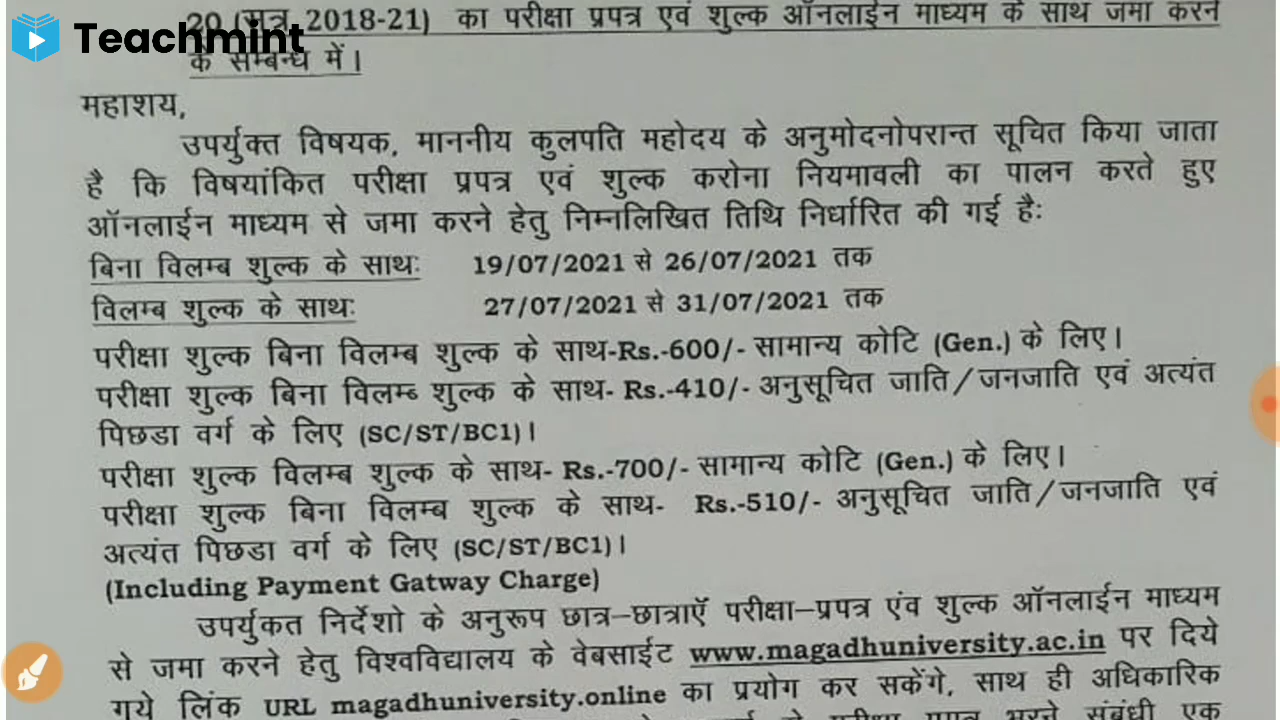 Teachmint
20 (सत्र 2018-21) का परीक्षा प्रपत्र एवं शुल्क ऑनलाईन माध्यम के साथ जमा करने
के सम्बन्ध में।
महाशय,
उपर्युक्त विषयक, माननीय कुलपति महोदय के अनुमोदनोपरान्त सूचित किया जाता
है कि विषयांकित परीक्षा प्रपत्र एवं शुल्क करोना नियमावली का पालन करते हुए
ऑनलाईन माध्यम से जमा करने हेतु निम्नलिखित तिथि निर्धारित की गई हैः
बिना विलम्ब शुल्क के साथः 19/07/2021 से 26/07/2021 तक
विलम्ब शुल्क के साथः 27/07/2021 से 31/07/2021 तक
परीक्षा शुल्क बिना विलम्ब शुल्क के साथ-Rs.-600/- सामान्य कोटि (Gen.) के लिए।
परीक्षा शुल्क बिना विलम्ब शुल्क के साथ- Rs.-410/- अनुसूचित जाति/जनजाति एवं अत्यंत
पिछडा वर्ग के लिए (SC/ST/BC1)।
परीक्षा शुल्क विलम्ब शुल्क के साथ- Rs.-700/- सामान्य कोटि (Gen.) के लिए।
परीक्षा शुल्क बिना विलम्ब शुल्क के साथ- Rs.-510/- अनुसूचित जाति/जनजाति एवं
अत्यंत पिछडा वर्ग के लिए (SC/ST/BC1)।
(Including Payment Gatway Charge)
उपर्युकत निर्देशो के अनुरूप छात्र–छात्राएँ परीक्षा–प्रपत्र एंव शुल्क ऑनलाईन माध्यम
से जमा करने हेतु विश्वविद्यालय के वेबसाईट www.magadhuniversity.ac.in पर दिये
गये लिंक URL magadhuniversity.online का प्रयोग कर सकेंगे, साथ ही अधिकारिक
परीक्षा प्रपत्र भरने संबंधी एक